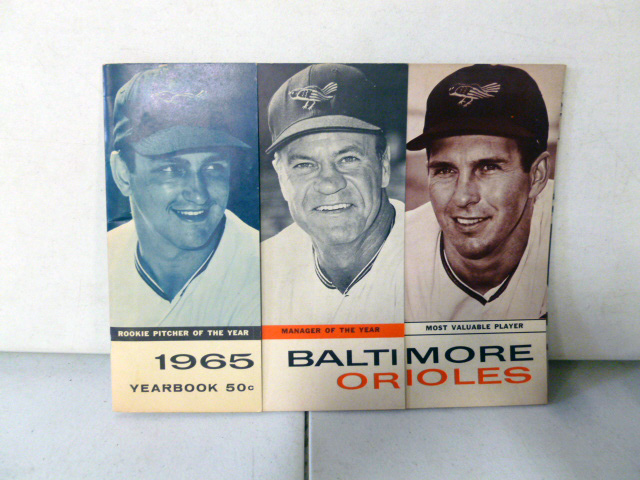 ROOKIE PITCHER OF THE YEAR
MANAGER OF THE YEAR
MOST VALUABLE PLAYER
1965
YEARBOOK 50c
BALTIMORE
ORIOLES